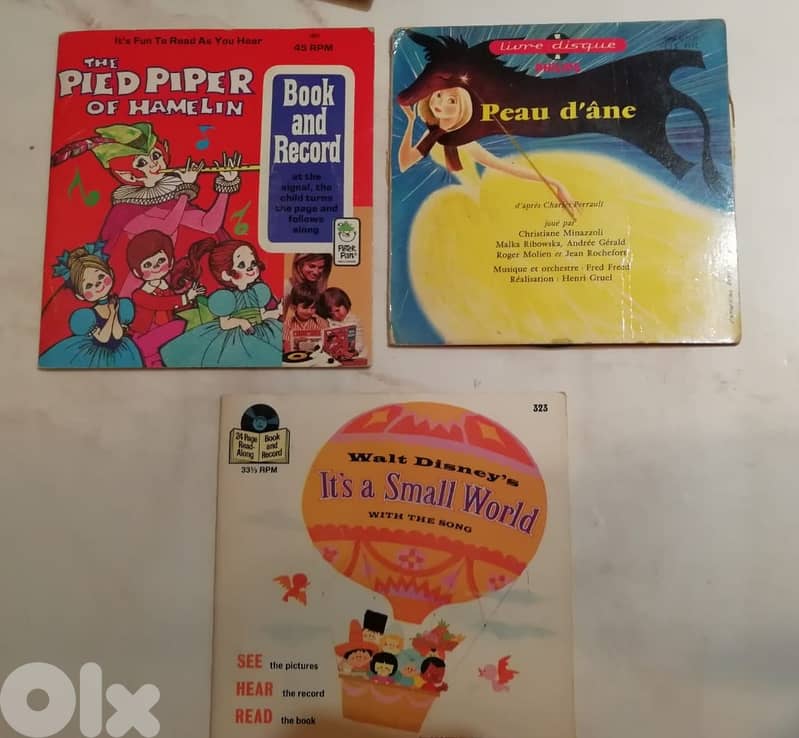 It's Fun To Read As You Hear
45 RPM
THE
PIED PIPER
OF HAMELIN
Book
and
Record
at the
signal, the
child turns
the page and
follows
along
Peter
Pan
livre disque
Peau d'âne
d'après Charles Perrault
joué par
Christiane Minazzoli
Malka Ribowska, Andrée Gérald
Roger Molien et Jean Rochefort
Musique et orchestre : Fred Freed
Réalisation : Henri Gruel
323
24 Page
Read-
Along
Book
and
Record
33⅓ RPM
Walt Disney's
It's a Small World
WITH THE SONG
SEE the pictures
HEAR the record
READ the book
Olx